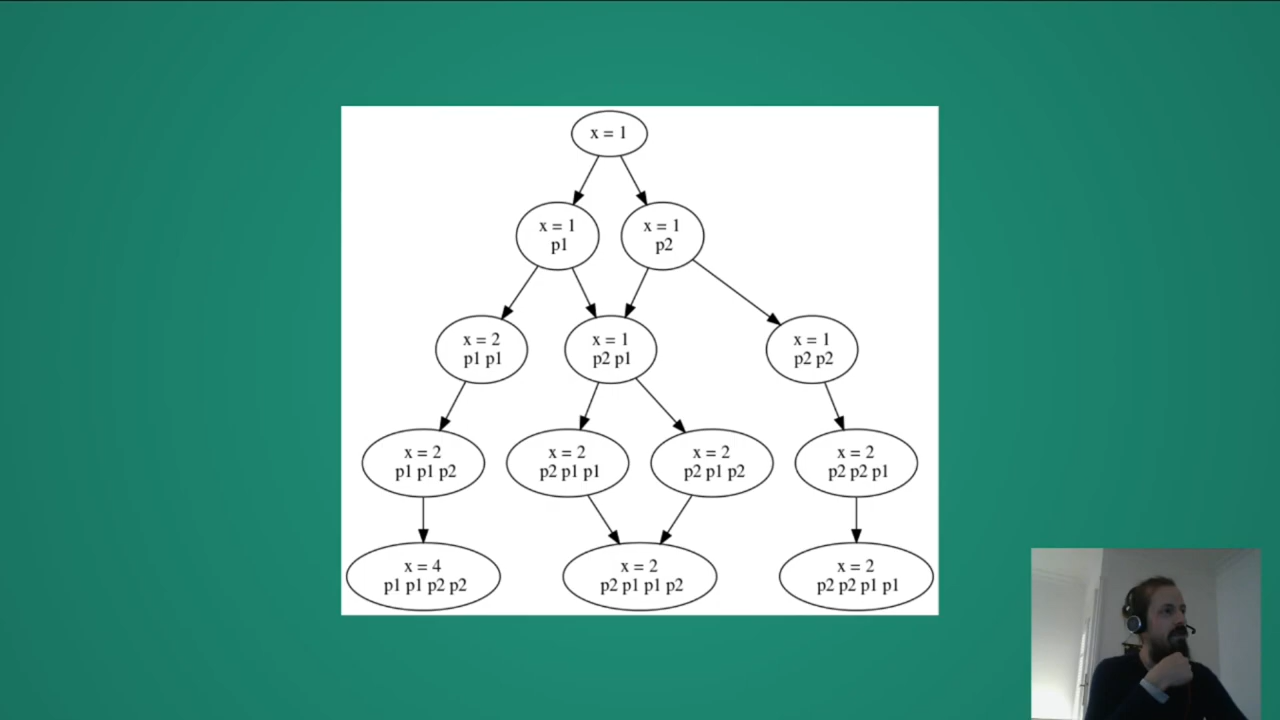 x = 1
x = 1
p1
x = 1
p2
x = 2
p1 p1
x = 1
p2 p1
x = 1
p2 p2
x = 2
p1 p1 p2
x = 2
p2 p1 p1
x = 2
p2 p1 p2
x = 2
p2 p2 p1
x = 4
p1 p1 p2 p2
x = 2
p2 p1 p1 p2
x = 2
p2 p2 p1 p1